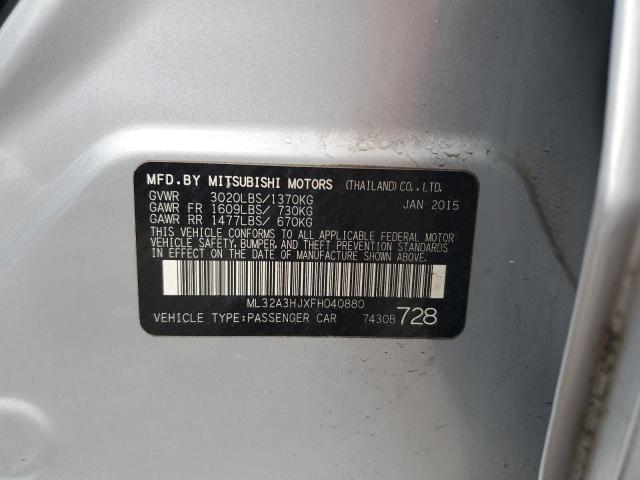 MFD.BY MITSUBISHI MOTORS (THAILAND) CO.,LTD.
GVWR 3020LBS/1370KG JAN 2015
GAWR FR 1609LBS/ 730KG
GAWR RR 1477LBS/ 670KG
THIS VEHICLE CONFORMS TO ALL APPLICABLE FEDERAL MOTOR
VEHICLE SAFETY, BUMPER, AND THEFT PREVENTION STANDARDS
IN EFFECT ON THE DATE OF MANUFACTURE SHOWN ABOVE.
ML32A3HJXFH040880
VEHICLE TYPE:PASSENGER CAR 7430B 728